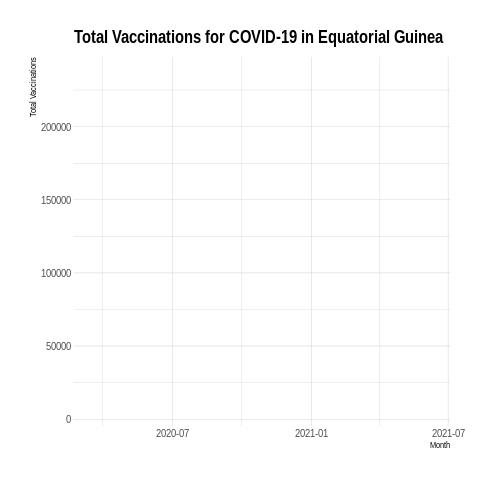 Total Vaccinations for COVID-19 in Equatorial Guinea
Total Vaccinations
200000
150000
100000
50000
0
2020-07 2021-01 2021-07
Month